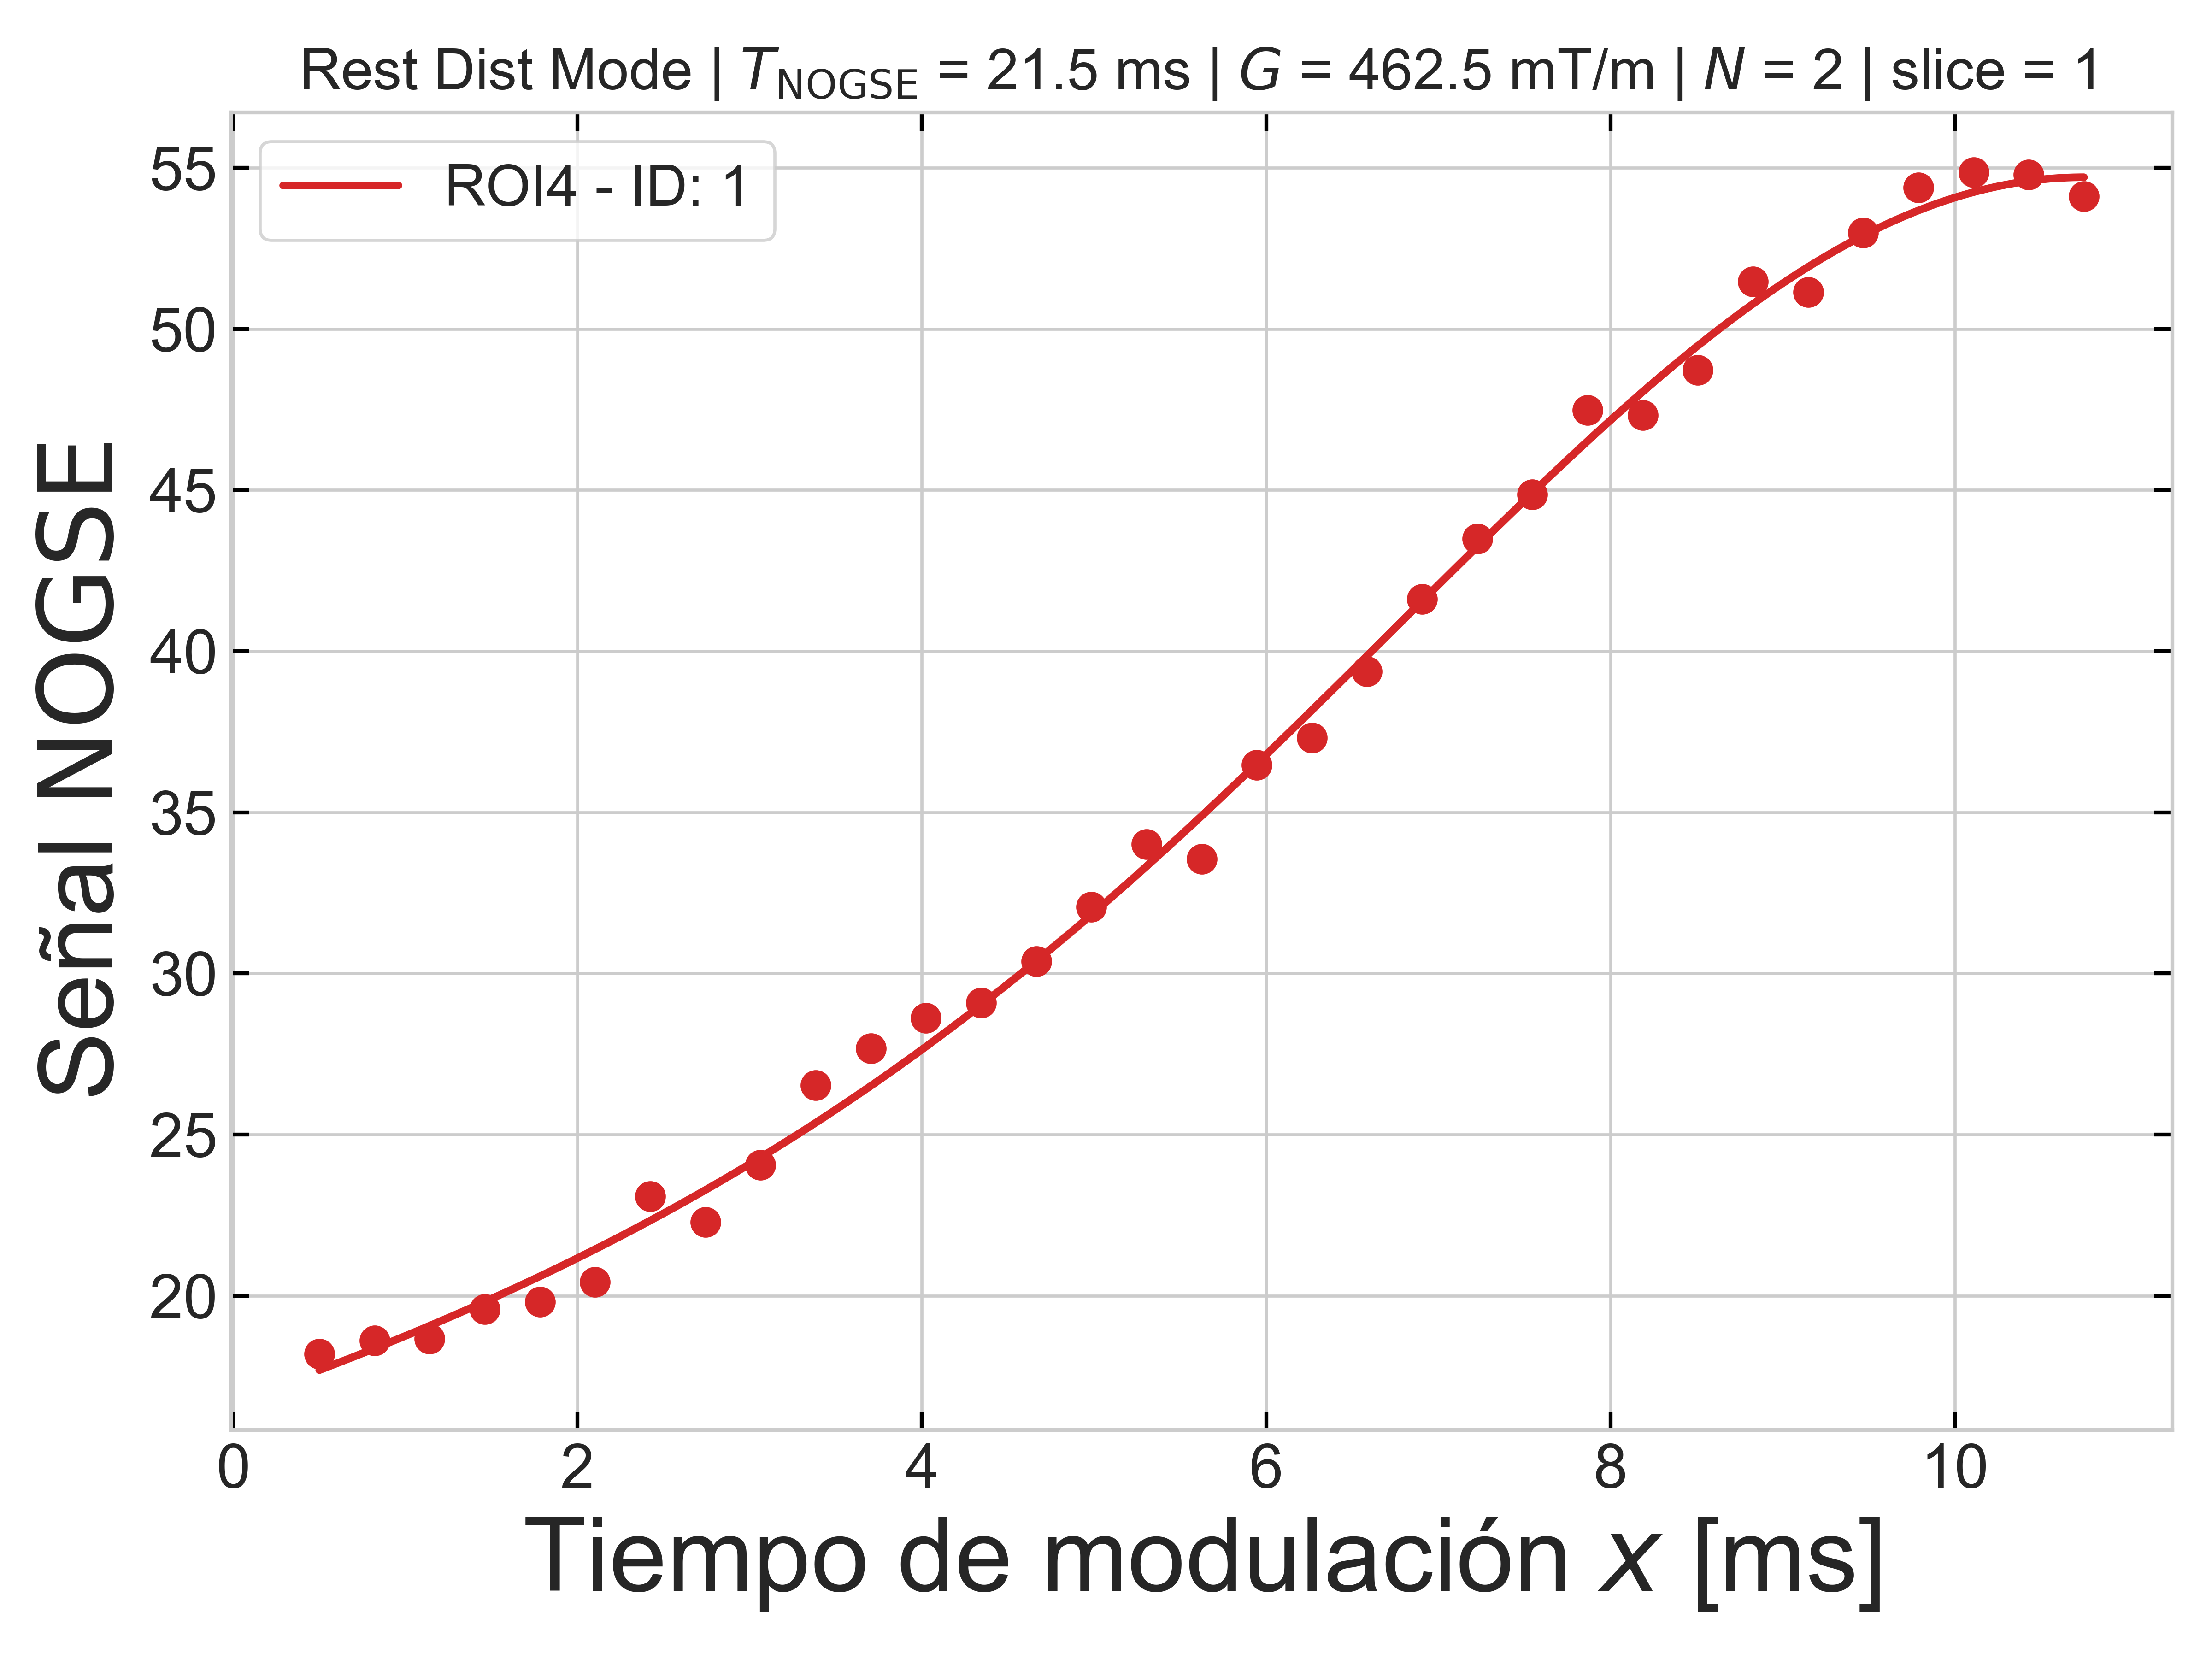 Rest Dist Mode | T_NOGSE = 21.5 ms | G = 462.5 mT/m | N = 2 | slice = 1
ROI4 - ID: 1
55
50
45
40
35
30
25
20
Señal NOGSE
0 2 4 6 8 10
Tiempo de modulación x [ms]